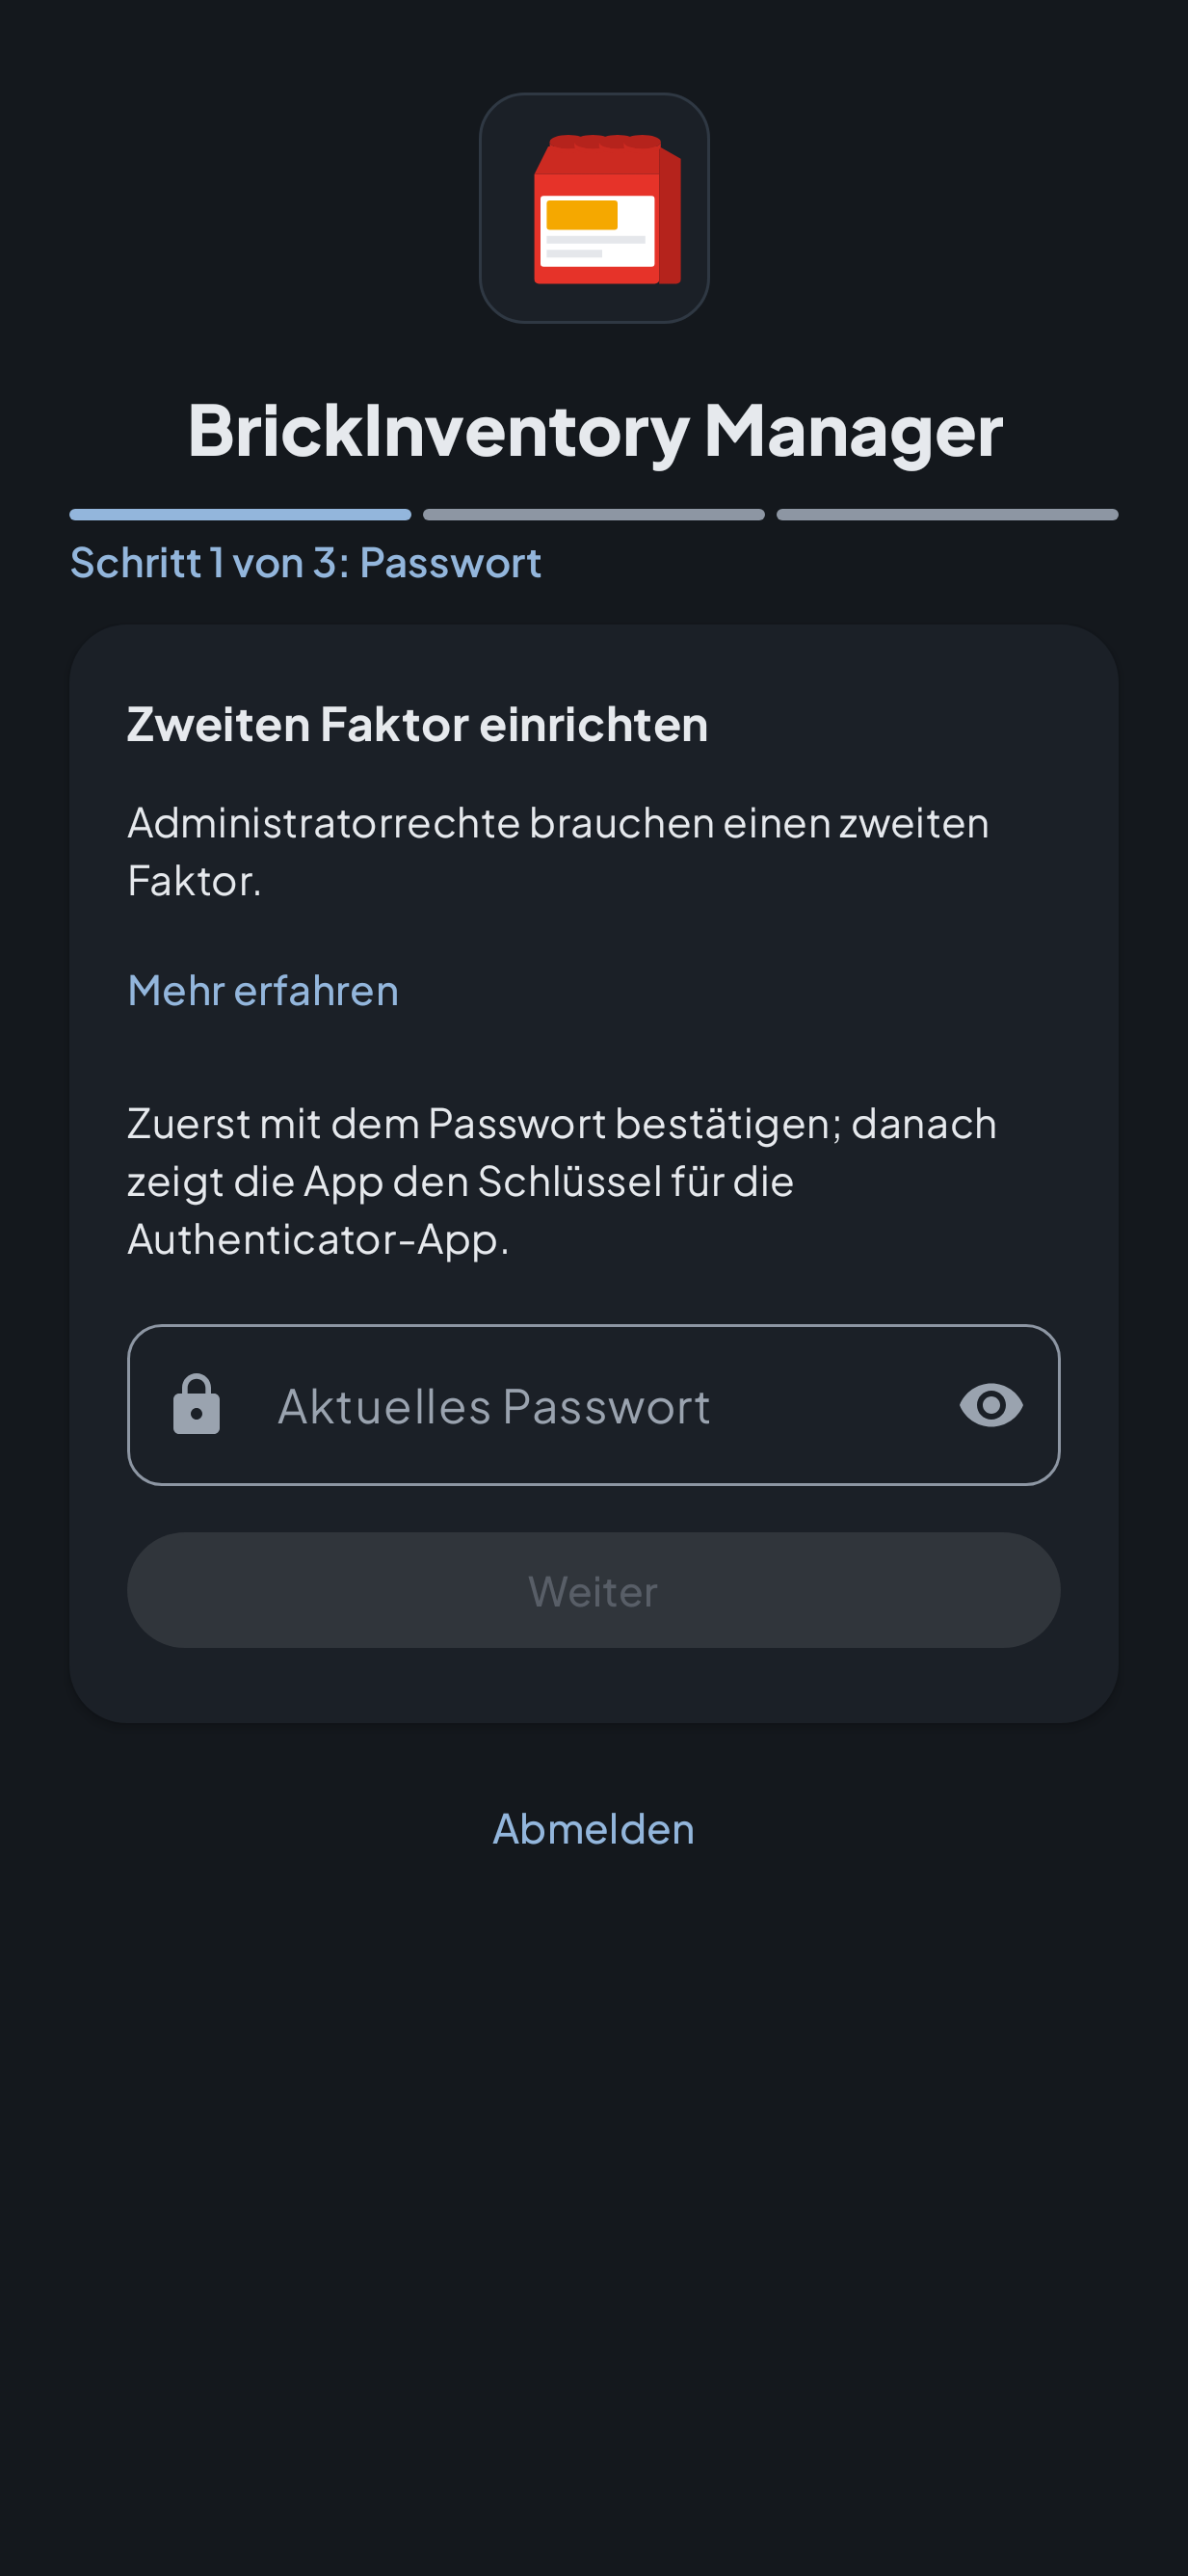 BrickInventory Manager
Schritt 1 von 3: Passwort
Zweiten Faktor einrichten
Administratorrechte brauchen einen zweiten
Faktor.
Mehr erfahren
Zuerst mit dem Passwort bestätigen; danach
zeigt die App den Schlüssel für die
Authenticator-App.
Aktuelles Passwort
Weiter
Abmelden